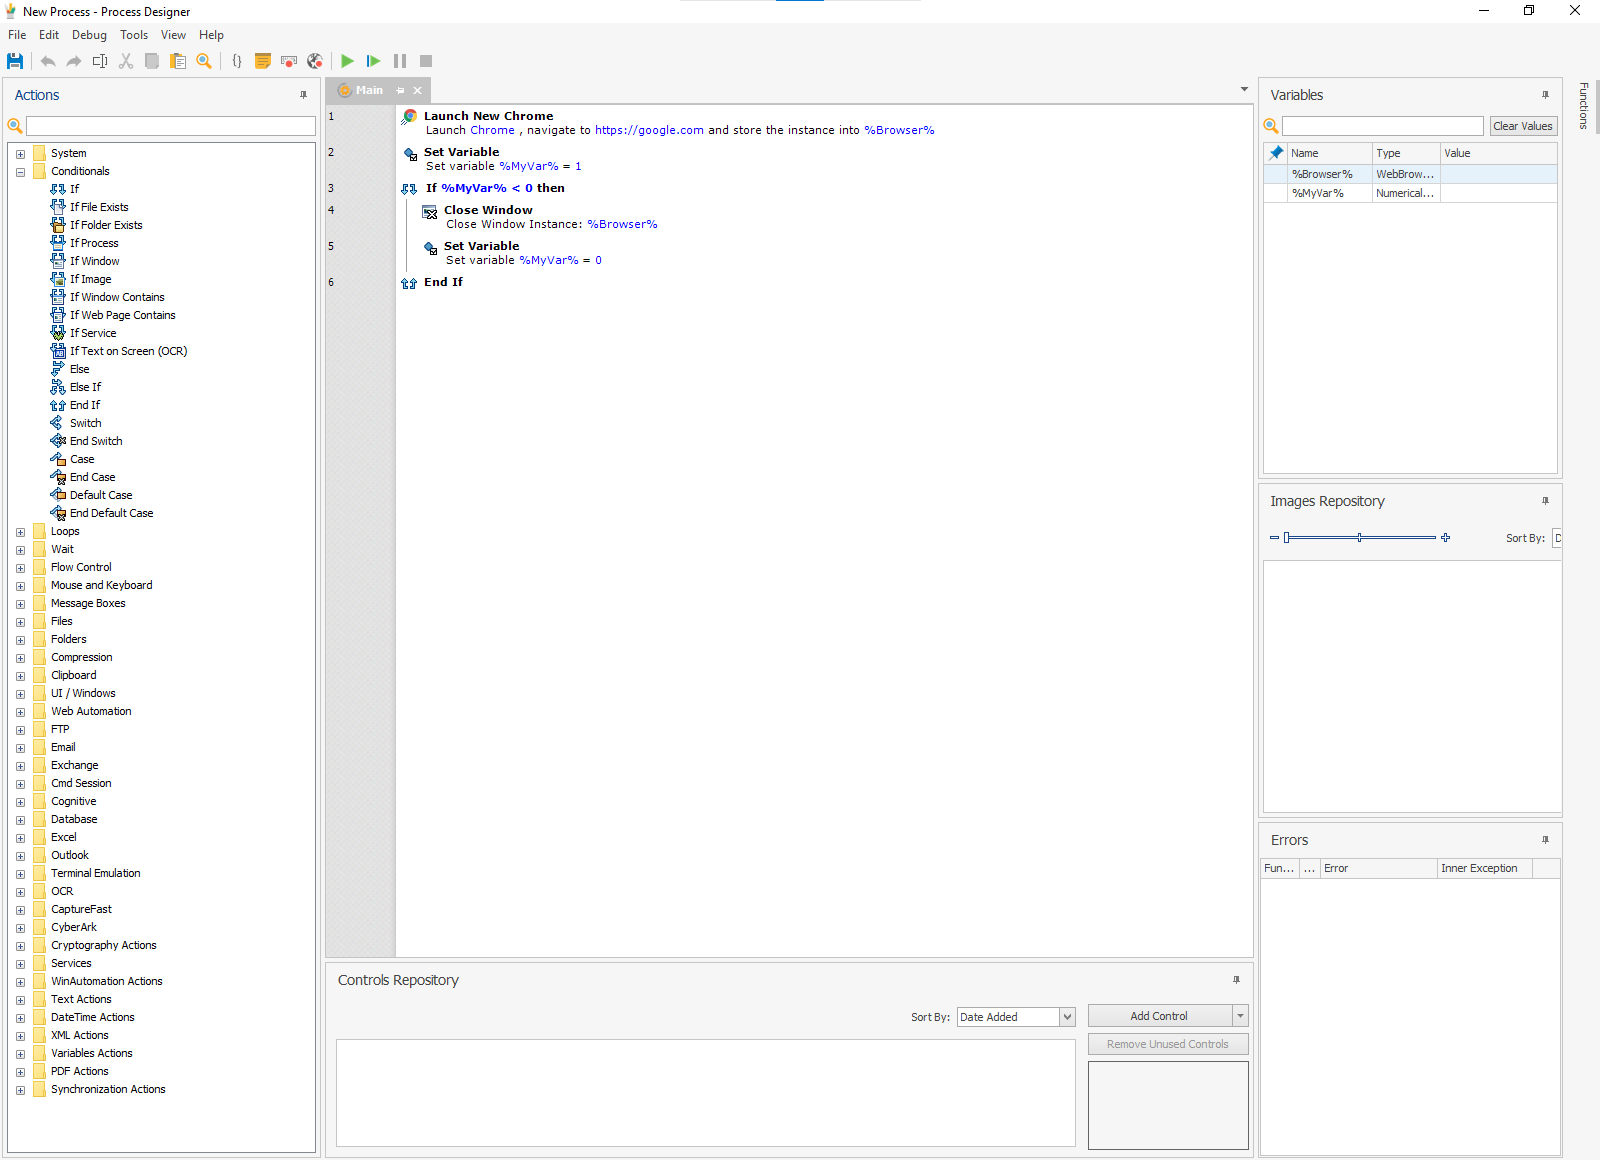 New Process - Process Designer
File Edit Debug Tools View Help
Actions
System
Conditionals
If
If File Exists
If Folder Exists
If Process
If Window
If Image
If Window Contains
If Web Page Contains
If Service
If Text on Screen (OCR)
Else
Else If
End If
Switch
End Switch
Case
End Case
Default Case
End Default Case
Loops
Wait
Flow Control
Mouse and Keyboard
Message Boxes
Files
Folders
Compression
Clipboard
UI / Windows
Web Automation
FTP
Email
Exchange
Cmd Session
Cognitive
Database
Excel
Outlook
Terminal Emulation
OCR
CaptureFast
CyberArk
Cryptography Actions
Services
WinAutomation Actions
Text Actions
DateTime Actions
XML Actions
Variables Actions
PDF Actions
Synchronization Actions
Main
1 Launch New Chrome
Launch Chrome , navigate to https://google.com and store the instance into %Browser%
2 Set Variable
Set variable %MyVar% = 1
3 If %MyVar% < 0 then
4 Close Window
Close Window Instance: %Browser%
5 Set Variable
Set variable %MyVar% = 0
6 End If
Controls Repository
Sort By: Date Added
Add Control
Remove Unused Controls
Variables
Clear Values
Name Type Value
%Browser% WebBrow...
%MyVar% Numerical...
Images Repository
Sort By: D
Errors
Fun... ... Error Inner Exception
Functions